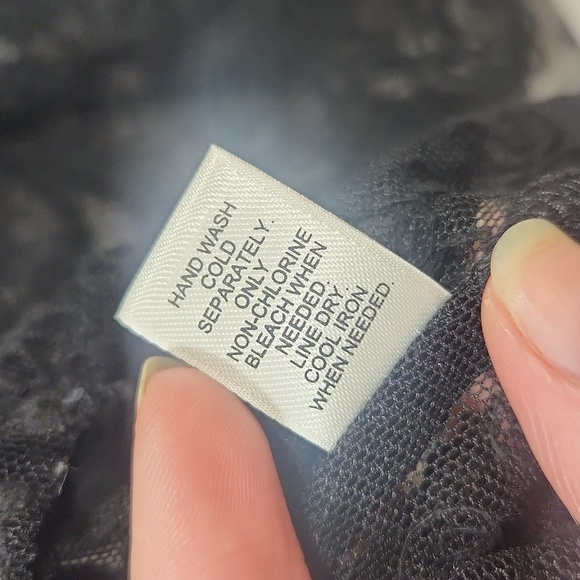 HAND WASH
COLD
SEPARATELY.
ONLY
NON-CHLORINE
BLEACH WHEN
NEEDED.
LINE DRY.
COOL IRON
WHEN NEEDED.